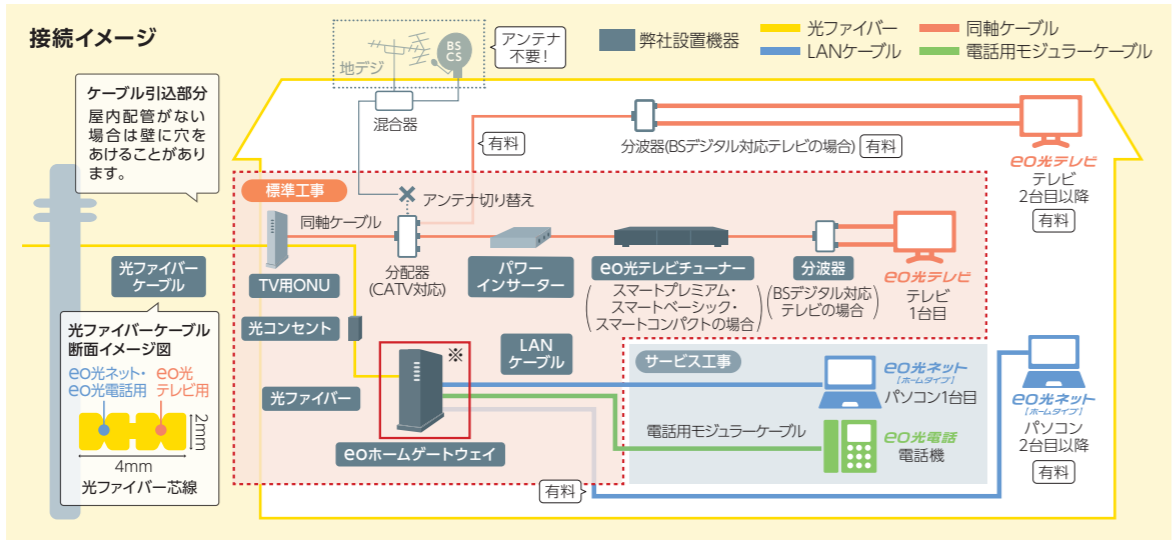 接続イメージ
地デジ
BS
CS
アンテナ
不要！
弊社設置機器
光ファイバー
同軸ケーブル
LANケーブル
電話用モジュラーケーブル
ケーブル引込部分
屋内配管がない
場合は壁に穴を
あけることがあり
ます。
混合器
有料
分波器(BSデジタル対応テレビの場合)
有料
eo光テレビ
テレビ
2台目以降
有料
標準工事
アンテナ切り替え
同軸ケーブル
TV用ONU
分配器
(CATV対応)
パワー
インサーター
eo光テレビチューナー
(スマートプレミアム・
スマートベーシック・
スマートコンパクトの場合)
分波器
(BSデジタル対応
テレビの場合)
eo光テレビ
テレビ
1台目
光ファイバー
ケーブル
光ファイバーケーブル
断面イメージ図
eo光ネット・
eo光電話用
eo光
テレビ用
2mm
4mm
光ファイバー芯線
光コンセント
光ファイバー
※
eoホームゲートウェイ
LAN
ケーブル
サービス工事
eo光ネット
【ホームタイプ】
パソコン1台目
電話用モジュラーケーブル
eo光電話
電話機
有料
eo光ネット
【ホームタイプ】
パソコン
2台目以降
有料